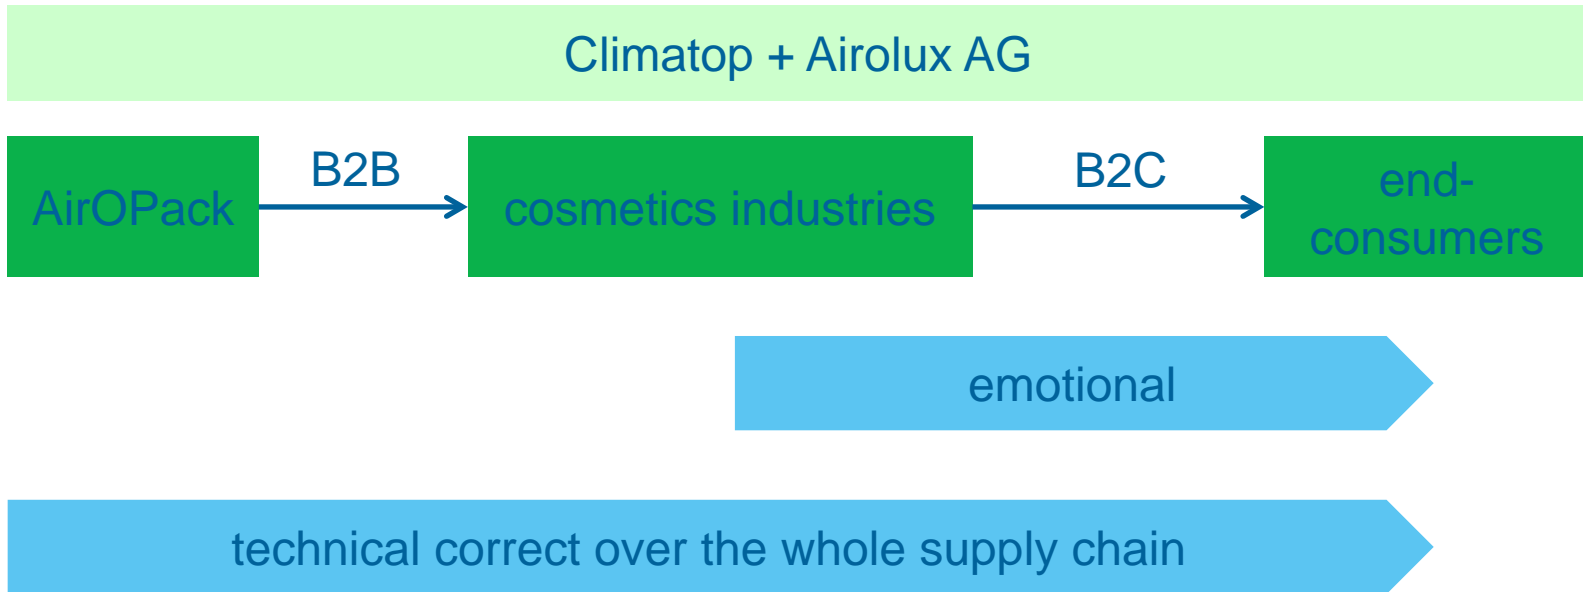 Climatop + Airolux AG
B2B
B2C
AirOPack
cosmetics industries
end-
consumers
emotional
technical correct over the whole supply chain